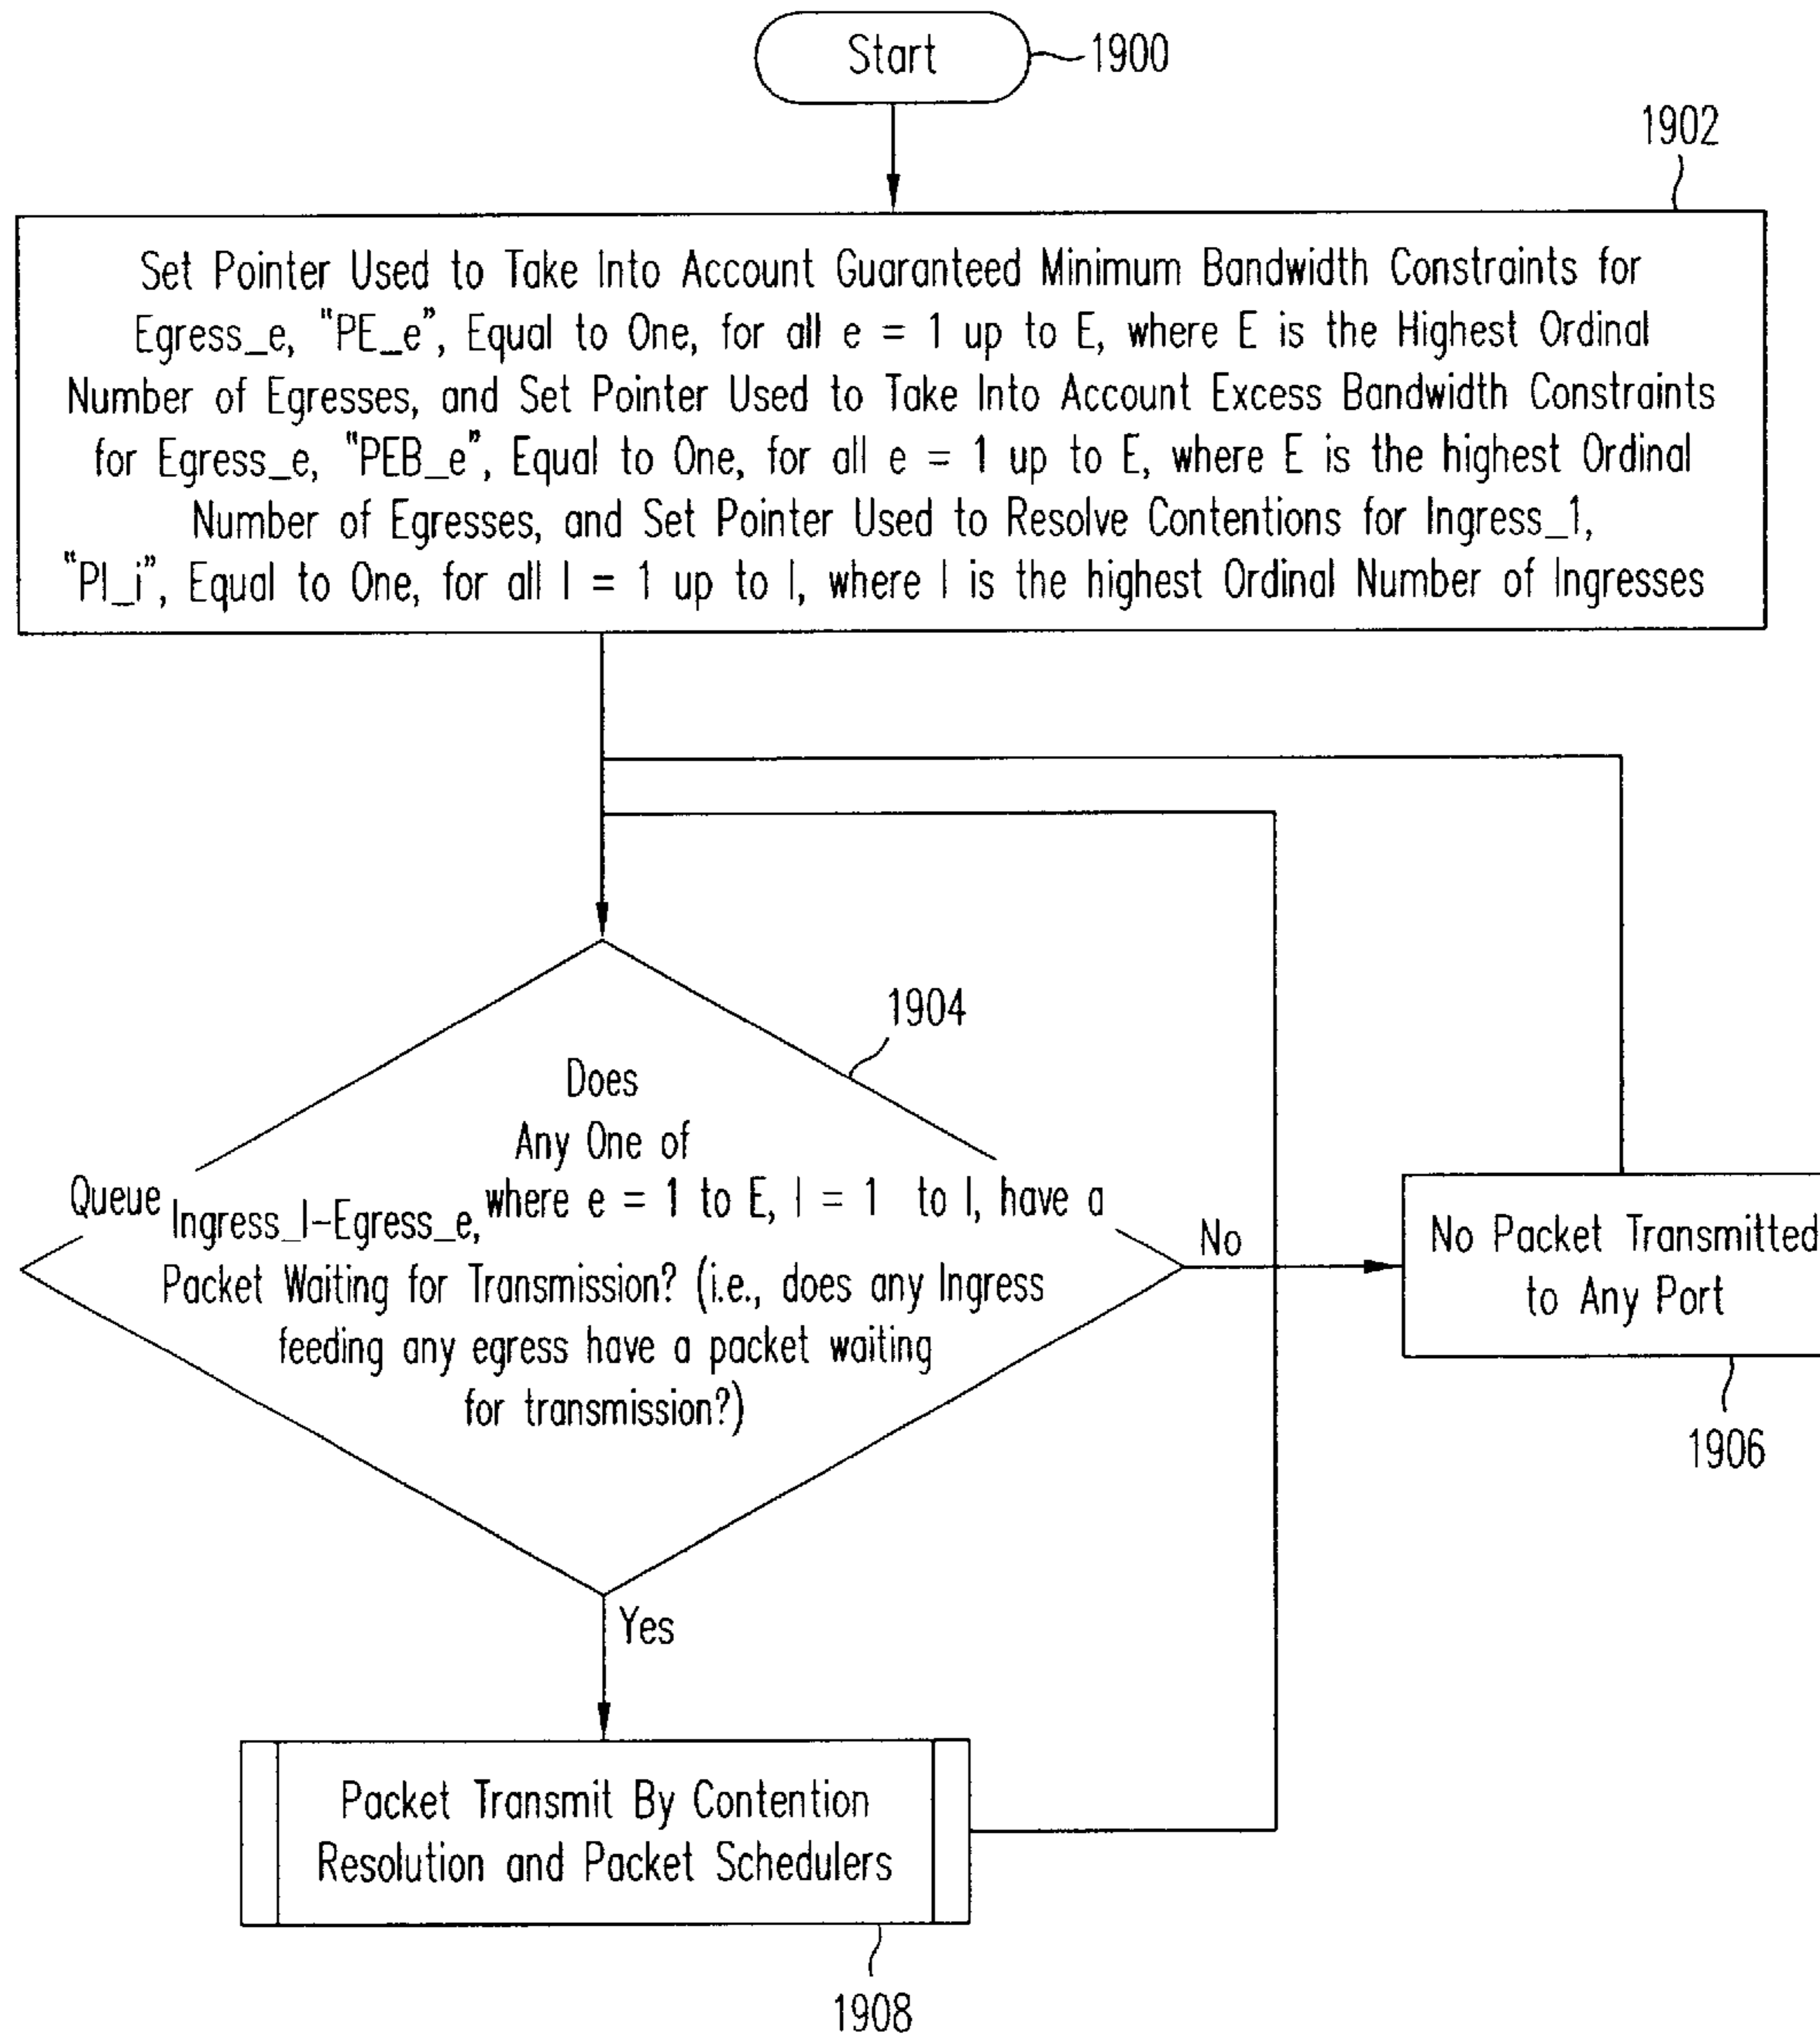 Start
1900
1902
Set Pointer Used to Take Into Account Guaranteed Minimum Bandwidth Constraints for
Egress_e, "PE_e", Equal to One, for all e = 1 up to E, where E is the Highest Ordinal
Number of Egresses, and Set Pointer Used to Take Into Account Excess Bandwidth Constraints
for Egress_e, "PEB_e", Equal to One, for all e = 1 up to E, where E is the highest Ordinal
Number of Egresses, and Set Pointer Used to Resolve Contentions for Ingress_1,
"PI_i", Equal to One, for all I = 1 up to I, where I is the highest Ordinal Number of Ingresses
1904
Does
Any One of
Queue Ingress_I-Egress_e, where e = 1 to E, I = 1 to I, have a
Packet Waiting for Transmission? (i.e., does any Ingress
feeding any egress have a packet waiting
for transmission?)
No
No Packet Transmitted
to Any Port
1906
Yes
Packet Transmit By Contention
Resolution and Packet Schedulers
1908